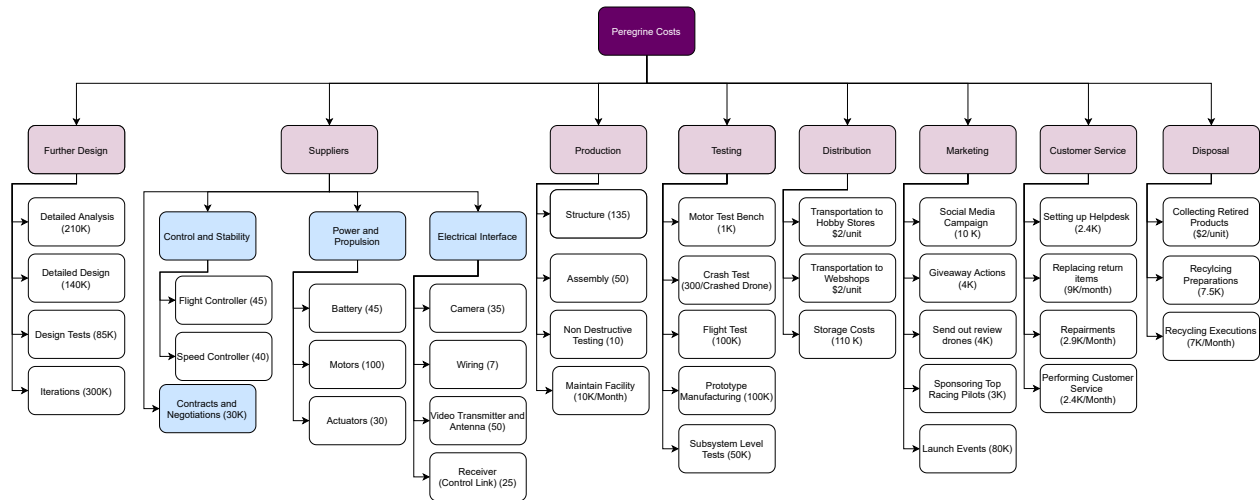 Peregrine Costs
Further Design
Suppliers
Production
Testing
Distribution
Marketing
Customer Service
Disposal
Detailed Analysis
(210K)
Detailed Design
(140K)
Design Tests (85K)
Iterations (300K)
Control and Stability
Flight Controller (45)
Speed Controller (40)
Contracts and
Negotiations (30K)
Power and
Propulsion
Battery (45)
Motors (100)
Actuators (30)
Electrical Interface
Camera (35)
Wiring (7)
Video Transmitter and
Antenna (50)
Receiver
(Control Link) (25)
Structure (135)
Assembly (50)
Non Destructive
Testing (10)
Maintain Facility
(10K/Month)
Motor Test Bench
(1K)
Crash Test
(300/Crashed Drone)
Flight Test
(100K)
Prototype
Manufacturing (100K)
Subsystem Level
Tests (50K)
Transportation to
Hobby Stores
$2/unit
Transportation to
Webshops
$2/unit
Storage Costs
(110 K)
Social Media
Campaign
(10 K)
Giveaway Actions
(4K)
Send out review
drones (4K)
Sponsoring Top
Racing Pilots (3K)
Launch Events (80K)
Setting up Helpdesk
(2.4K)
Replacing return
items
(9K/month)
Repairments
(2.9K/Month)
Performing Customer
Service
(2.4K/Month)
Collecting Retired
Products
($2/unit)
Recylcing
Preparations
(7.5K)
Recycling Executions
(7K/Month)